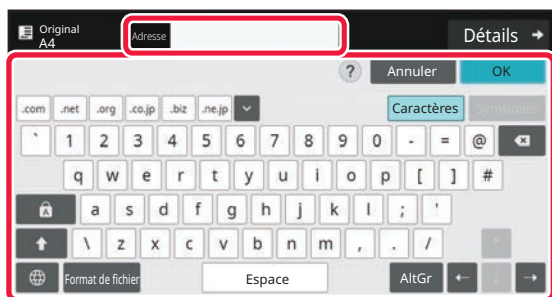 Original
A4
Adresse
Détails →
? Annuler OK
.com .net .org .co.jp .biz .ne.jp Caractères Symboles
` 1 2 3 4 5 6 7 8 9 0 - = @
q w e r t y u i o p [ ] #
A a s d f g h j k l ; '
\ z x c v b n m , . /
Format de fichier Espace AltGr ← ↓ →